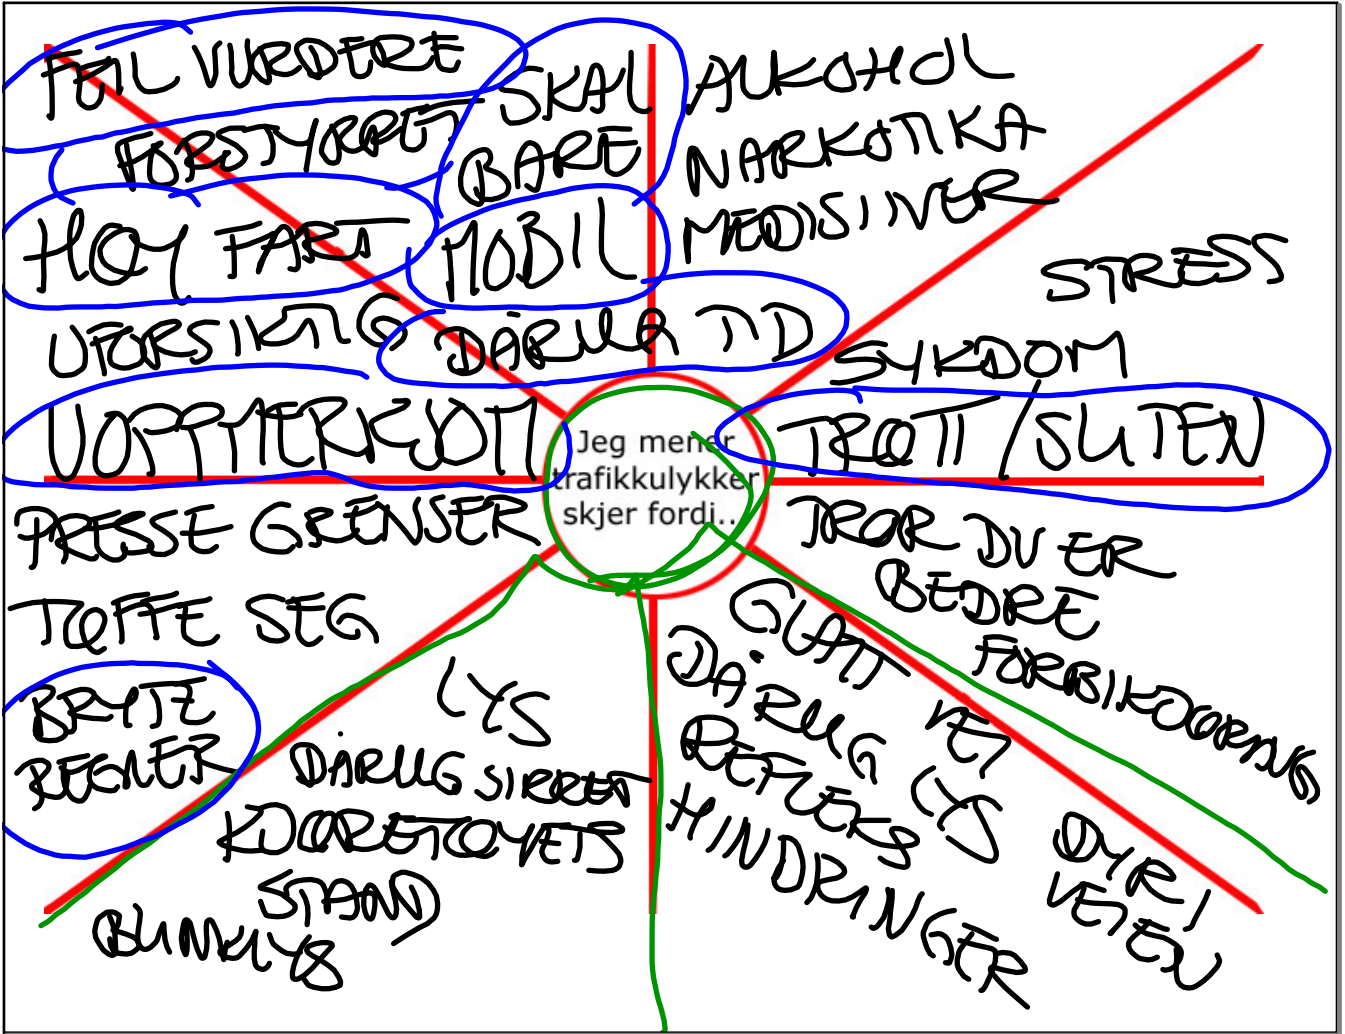 FEIL VURDERE
FORSTYRRET
SKAL
BARE
HØY FART
MOBIL
UFORSIKTIG
DÅRLIG TID
UOPPMERKSOM
ALKOHOL
NARKOTIKA
MEDISINER
STRESS
SYKDOM
TRØTT/SLITEN
Jeg mener
trafikkulykker
skjer fordi..
PRESSE GRENSER
TØFFE SEG
BRYTE
REGLER
TROR DU ER
BEDRE
FORBIKJØRING
LYS
DÅRLIG SIKRET
KJØRETØYETS
STAND
BLINKLYS
GLATT
VEI
DÅRLIG LYS
REFLEKS
HINDRINGER
DYR I
VEIEN